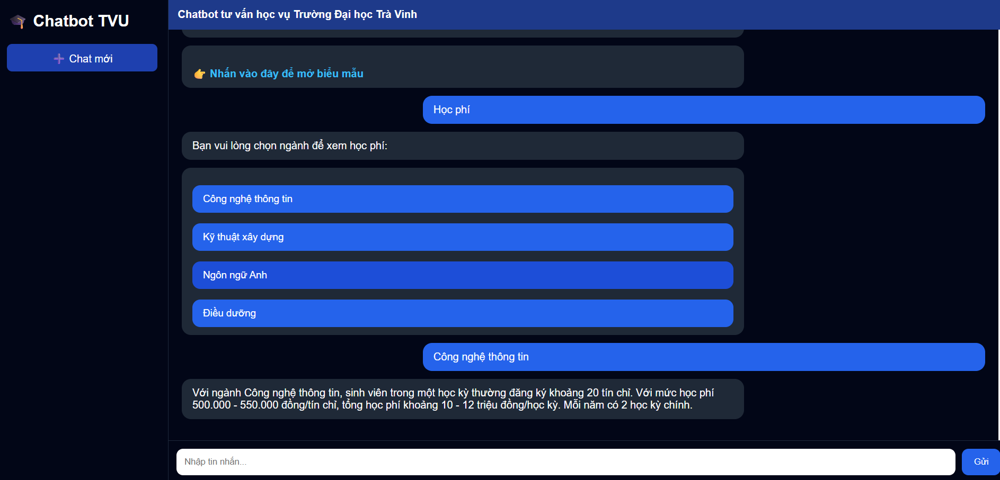 Chatbot TVU
Chat mới
Chatbot tư vấn học vụ Trường Đại học Trà Vinh
Nhấn vào đây để mở biểu mẫu
Học phí
Bạn vui lòng chọn ngành để xem học phí:
Công nghệ thông tin
Kỹ thuật xây dựng
Ngôn ngữ Anh
Điều dưỡng
Công nghệ thông tin
Với ngành Công nghệ thông tin, sinh viên trong một học kỳ thường đăng ký khoảng 20 tín chỉ. Với mức học phí
500.000 - 550.000 đồng/tín chỉ, tổng học phí khoảng 10 - 12 triệu đồng/học kỳ. Mỗi năm có 2 học kỳ chính.
Nhập tin nhắn...
Gửi